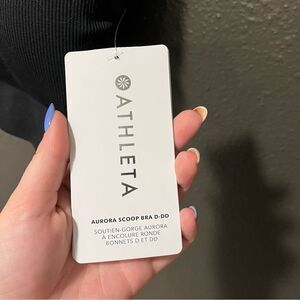 ATHLETA
AURORA SCOOP BRA D-DD
SOUTIEN-GORGE AURORA
À ENCOLURE RONDE
BONNETS D ET DD